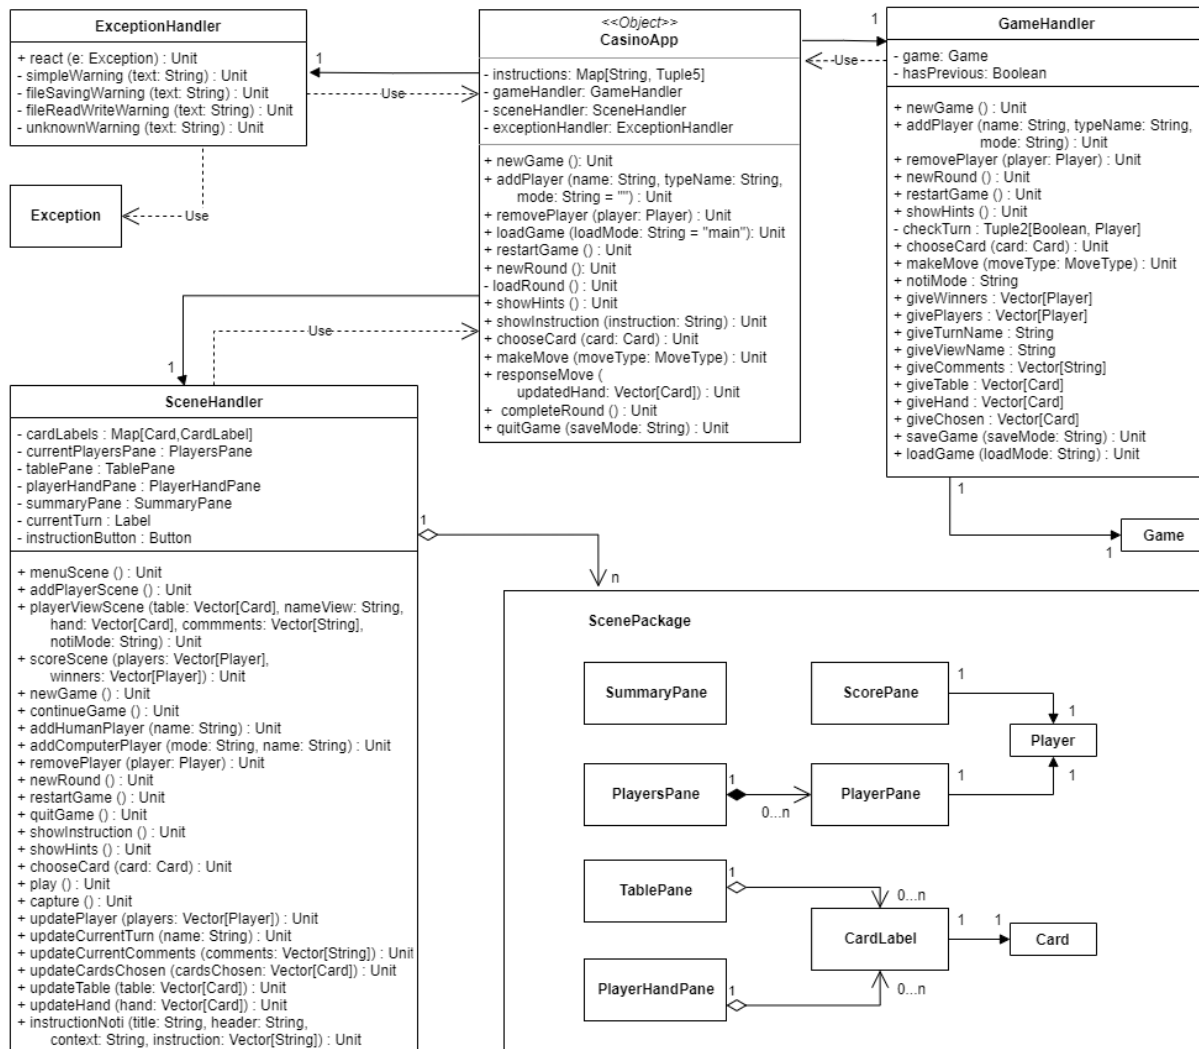 ExceptionHandler
+ react (e: Exception) : Unit
- simpleWarning (text: String) : Unit
- fileSavingWarning (text: String) : Unit
- fileReadWriteWarning (text: String) : Unit
- unknownWarning (text: String) : Unit
Exception
Use
1
Use
<<Object>>
CasinoApp
- instructions: Map[String, Tuple5]
- gameHandler: GameHandler
- sceneHandler: SceneHandler
- exceptionHandler: ExceptionHandler
+ newGame (): Unit
+ addPlayer (name: String, typeName: String,
mode: String = "") : Unit
+ removePlayer (player: Player) : Unit
+ loadGame (loadMode: String = "main"): Unit
+ restartGame () : Unit
+ newRound (): Unit
- loadRound () : Unit
+ showHints () : Unit
+ showInstruction (instruction: String) : Unit
+ chooseCard (card: Card) : Unit
+ makeMove (moveType: MoveType) : Unit
+ responseMove (
updatedHand: Vector[Card]) : Unit
+ completeRound () : Unit
+ quitGame (saveMode: String) : Unit
1
Use
GameHandler
- game: Game
- hasPrevious: Boolean
+ newGame () : Unit
+ addPlayer (name: String, typeName: String,
mode: String) : Unit
+ removePlayer (player: Player) : Unit
+ newRound () : Unit
+ restartGame () : Unit
+ showHints () : Unit
- checkTurn : Tuple2[Boolean, Player]
+ chooseCard (card: Card) : Unit
+ makeMove (moveType: MoveType) : Unit
+ notiMode : String
+ giveWinners : Vector[Player]
+ givePlayers : Vector[Player]
+ giveTurnName : String
+ giveViewName : String
+ giveComments : Vector[String]
+ giveTable : Vector[Card]
+ giveHand : Vector[Card]
+ giveChosen : Vector[Card]
+ saveGame (saveMode: String) : Unit
+ loadGame (loadMode: String) : Unit
1
1
Game
Use
1
SceneHandler
- cardLabels : Map[Card,CardLabel]
- currentPlayersPane : PlayersPane
- tablePane : TablePane
- playerHandPane : PlayerHandPane
- summaryPane : SummaryPane
- currentTurn : Label
- instructionButton : Button
+ menuScene () : Unit
+ addPlayerScene () : Unit
+ playerViewScene (table: Vector[Card], nameView: String,
hand: Vector[Card], commments: Vector[String],
notiMode: String) : Unit
+ scoreScene (players: Vector[Player],
winners: Vector[Player]) : Unit
+ newGame () : Unit
+ continueGame () : Unit
+ addHumanPlayer (name: String) : Unit
+ addComputerPlayer (mode: String, name: String) : Unit
+ removePlayer (player: Player) : Unit
+ newRound () : Unit
+ restartGame () : Unit
+ quitGame () : Unit
+ showInstruction () : Unit
+ showHints () : Unit
+ chooseCard (card: Card) : Unit
+ play () : Unit
+ capture () : Unit
+ updatePlayer (players: Vector[Player]) : Unit
+ updateCurrentTurn (name: String) : Unit
+ updateCurrentComments (comments: Vector[String]) : Unit
+ updateCardsChosen (cardsChosen: Vector[Card]) : Unit
+ updateTable (table: Vector[Card]) : Unit
+ updateHand (hand: Vector[Card]) : Unit
+ instructionNoti (title: String, header: String,
context: String, instruction: Vector[String]) : Unit
1
n
ScenePackage
SummaryPane
ScorePane
1
1
Player
PlayersPane
1
0...n
PlayerPane
1
1
TablePane
1
0...n
CardLabel
1
1
Card
PlayerHandPane
1
0...n